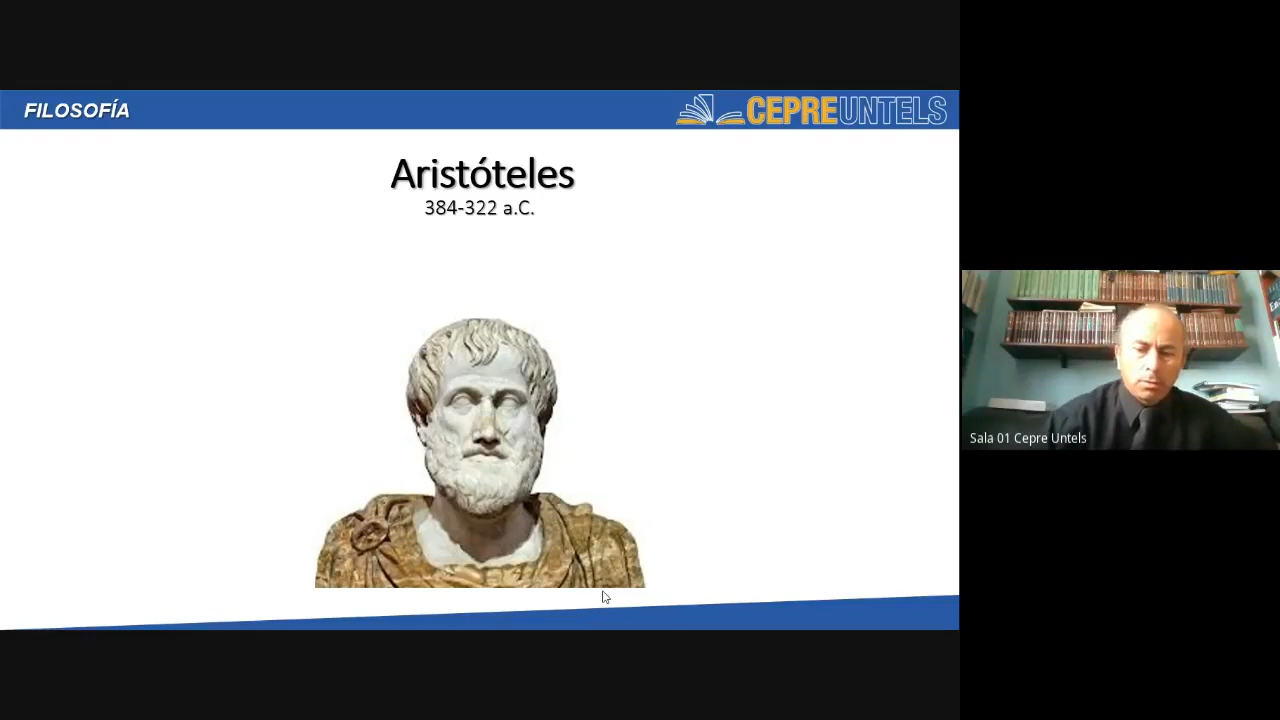 FILOSOFÍA
CEPREUNTELS
Aristóteles
384-322 a.C.
Sala 01 Cepre Untels